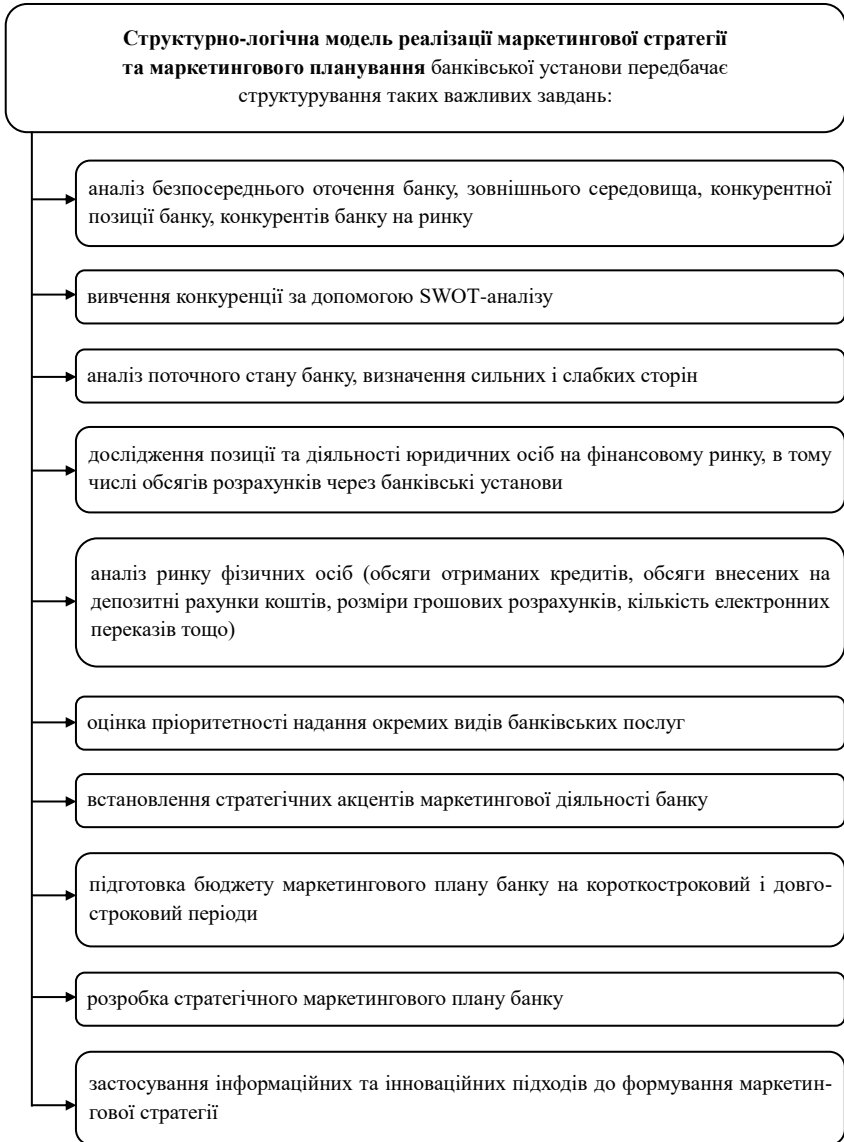 Структурно-логічна модель реалізації маркетингової стратегії
та маркетингового планування банківської установи передбачає
структурування таких важливих завдань:
аналіз безпосереднього оточення банку, зовнішнього середовища, конкурентної
позиції банку, конкурентів банку на ринку
вивчення конкуренції за допомогою SWOT-аналізу
аналіз поточного стану банку, визначення сильних і слабких сторін
дослідження позиції та діяльності юридичних осіб на фінансовому ринку, в тому
числі обсягів розрахунків через банківські установи
аналіз ринку фізичних осіб (обсяги отриманих кредитів, обсяги внесених на
депозитні рахунки коштів, розміри грошових розрахунків, кількість електронних
переказів тощо)
оцінка пріоритетності надання окремих видів банківських послуг
встановлення стратегічних акцентів маркетингової діяльності банку
підготовка бюджету маркетингового плану банку на короткостроковий і довго-
строковий періоди
розробка стратегічного маркетингового плану банку
застосування інформаційних та інноваційних підходів до формування маркетин-
гової стратегії